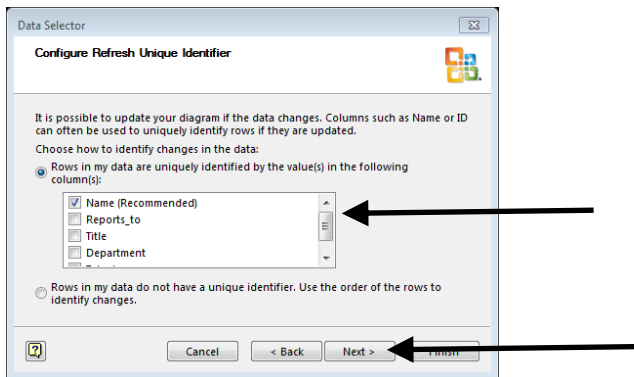 Data Selector
Configure Refresh Unique Identifier
It is possible to update your diagram if the data changes. Columns such as Name or ID
can often be used to uniquely identify rows if they are updated.
Choose how to identify changes in the data:
Rows in my data are uniquely identified by the value(s) in the following
column(s):
Name (Recommended)
Reports_to
Title
Department
Rows in my data do not have a unique identifier. Use the order of the rows to
identify changes.
Cancel
< Back
Next >
Finish